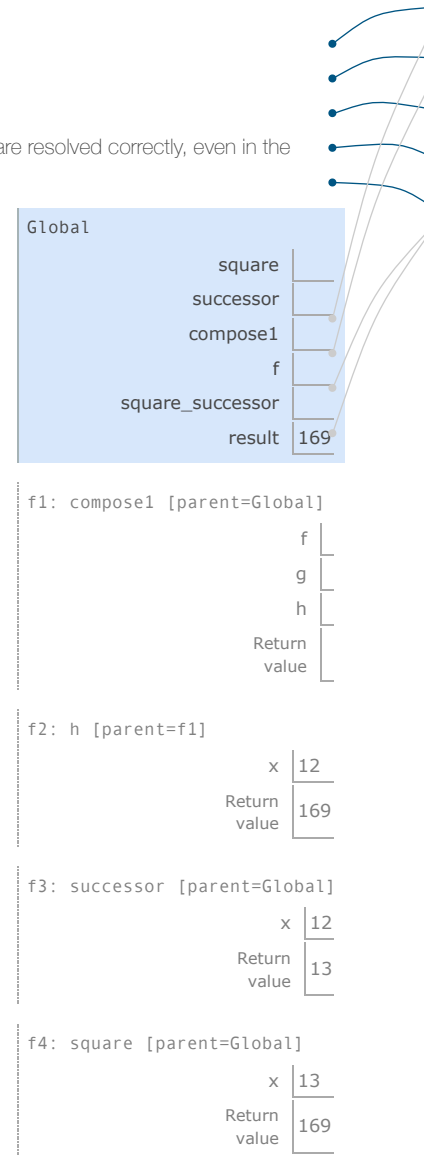 are resolved correctly, even in the
Global
square
successor
compose1
f
square_successor
result 169
f1: compose1 [parent=Global]
f
g
h
Return
value
f2: h [parent=f1]
x 12
Return
value 169
f3: successor [parent=Global]
x 12
Return
value 13
f4: square [parent=Global]
x 13
Return
value 169